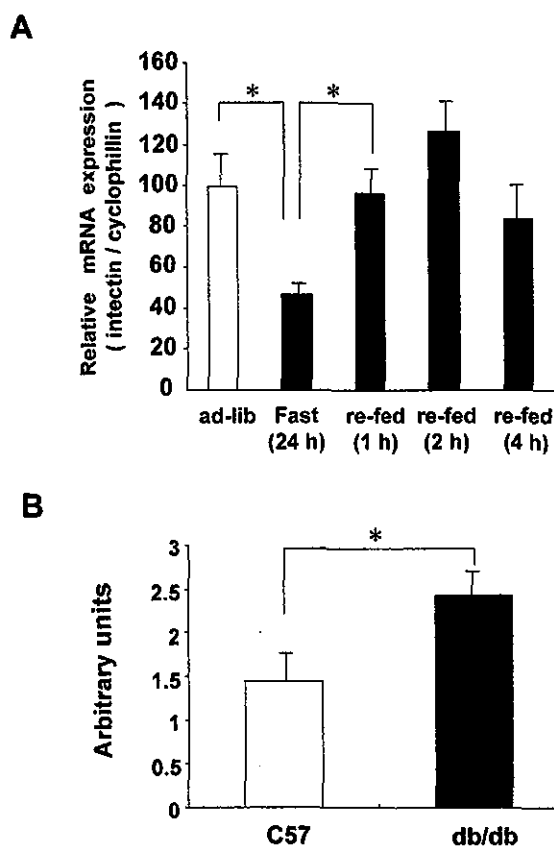 A
Relative mRNA expression
( intectin / cyclophillin )
160
140
120
100
80
60
40
20
0
*
*
ad-lib
Fast
(24 h)
re-fed
(1 h)
re-fed
(2 h)
re-fed
(4 h)
B
Arbitrary units
3
2.5
2
1.5
1
0.5
0
*
C57
db/db